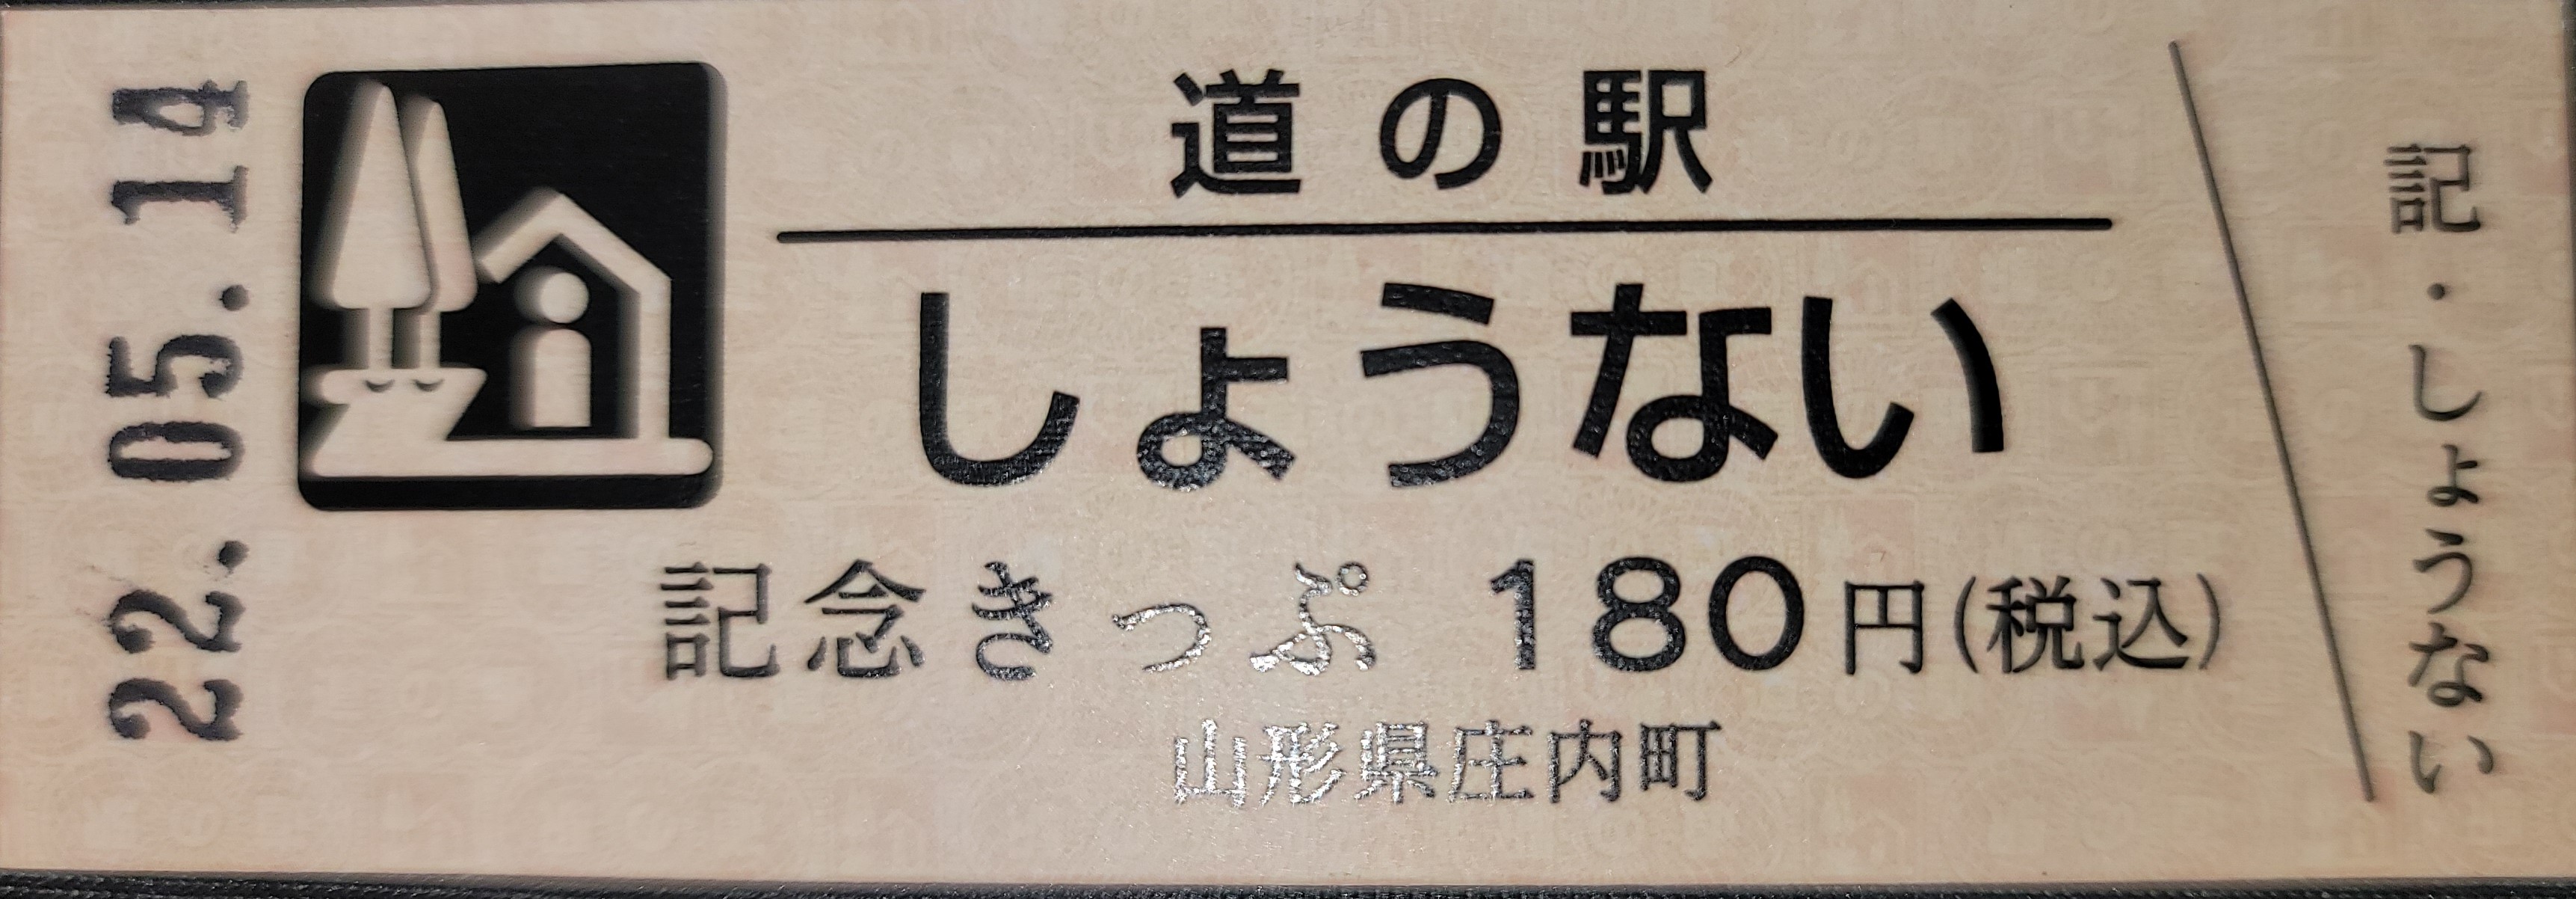 22.05.14
道の駅
しょうない
記念きっぷ 180円(税込)
山形県庄内町
記・しょうない